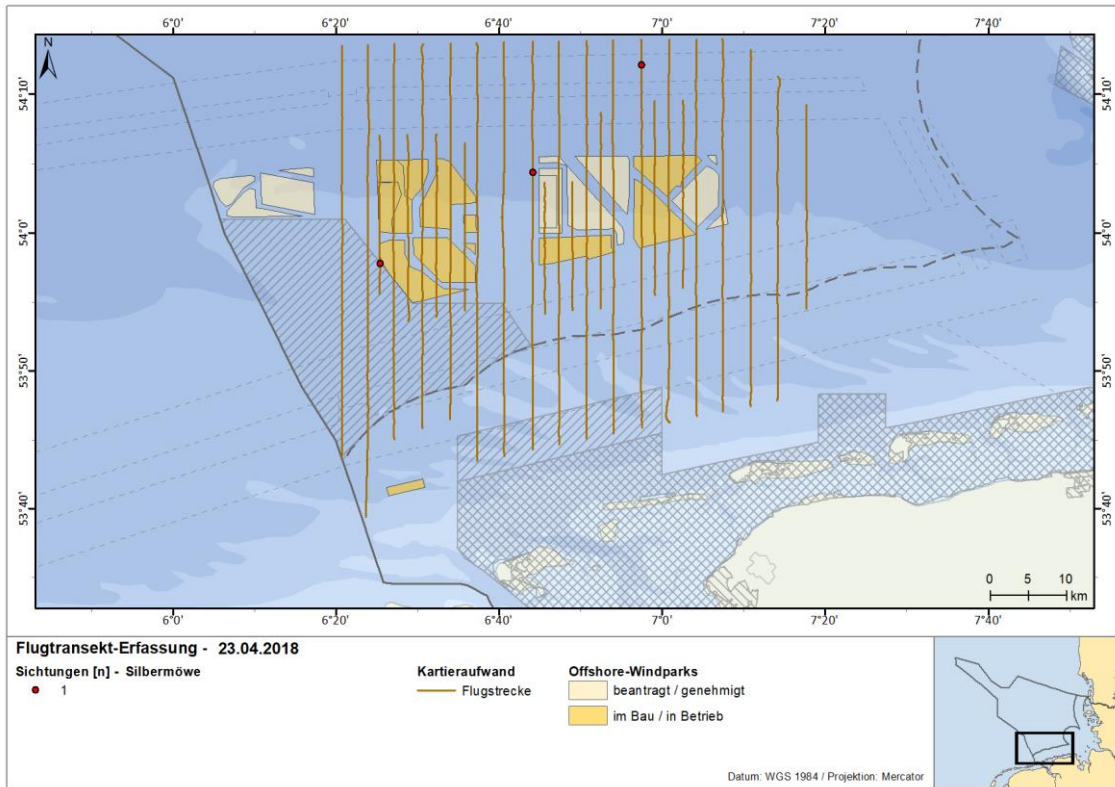 6°0' 6°20' 6°40' 7°0' 7°20' 7°40'
N
54°10' 54°10'
54°0' 54°0'
53°50' 53°50'
53°40' 53°40'
0 5 10
km
6°0' 6°20' 6°40' 7°0' 7°20' 7°40'
Flugtransekt-Erfassung - 23.04.2018
Sichtungen [n] - Silbermöwe
1
Kartieraufwand
Flugstrecke
Offshore-Windparks
beantragt / genehmigt
im Bau / in Betrieb
Datum: WGS 1984 / Projektion: Mercator